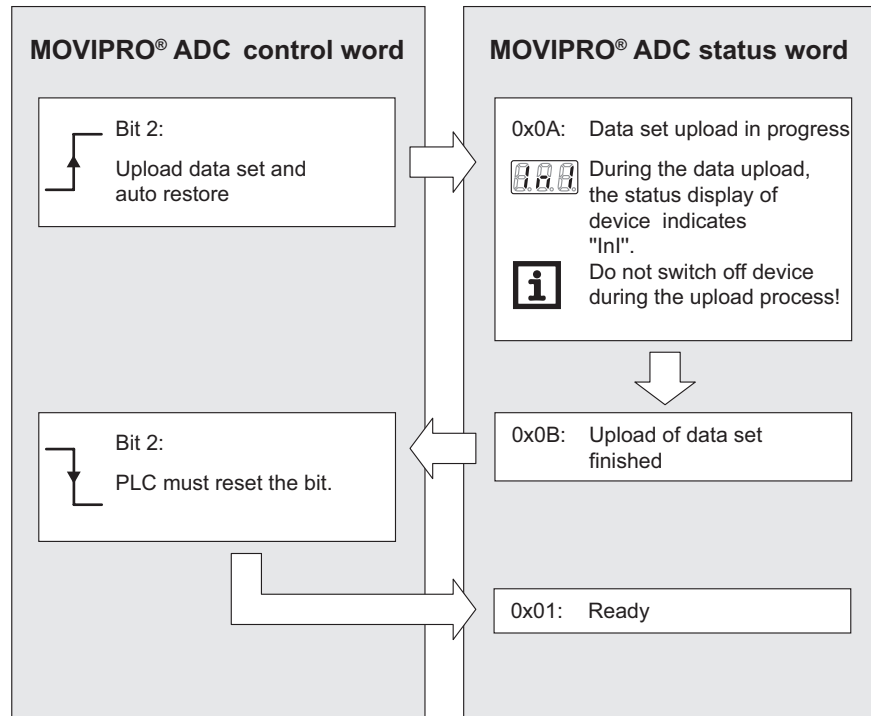 MOVIPRO® ADC control word
Bit 2:
Upload data set and
auto restore
Bit 2:
PLC must reset the bit.
MOVIPRO® ADC status word
0x0A: Data set upload in progress
InI
During the data upload,
the status display of
device indicates
"InI".
Do not switch off device
during the upload process!
0x0B: Upload of data set
finished
0x01: Ready